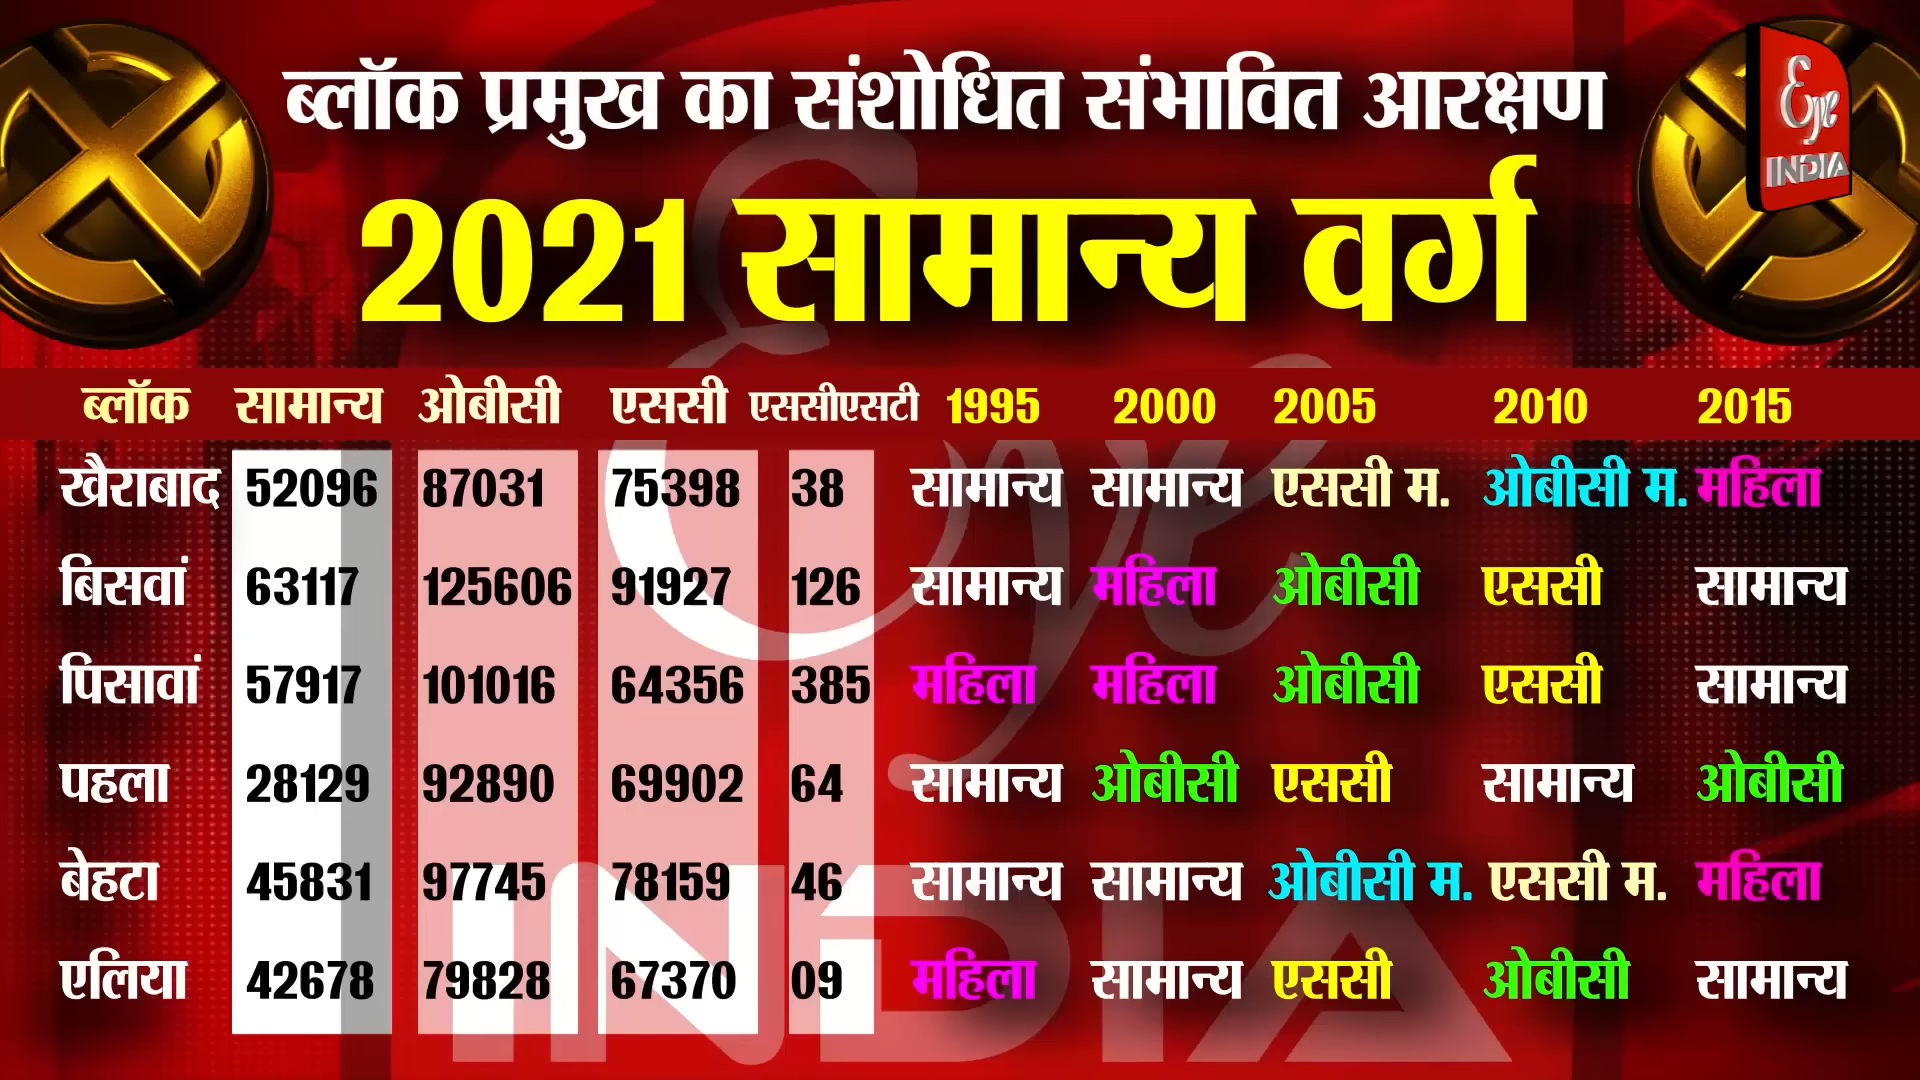 ब्लॉक प्रमुख का संशोधित संभावित आरक्षण
Eye
INDIA
2021 सामान्य वर्ग
ब्लॉक सामान्य ओबीसी एससी एससीएसटी 1995 2000 2005 2010 2015
खैराबाद 52096 87031 75398 38 सामान्य सामान्य एससी म. ओबीसी म. महिला
बिसवां 63117 125606 91927 126 सामान्य महिला ओबीसी एससी सामान्य
पिसावां 57917 101016 64356 385 महिला महिला ओबीसी एससी सामान्य
पहला 28129 92890 69902 64 सामान्य ओबीसी एससी सामान्य ओबीसी
बेहटा 45831 97745 78159 46 सामान्य सामान्य ओबीसी म. एससी म. महिला
एलिया 42678 79828 67370 09 महिला सामान्य एससी ओबीसी सामान्य
Eye
INDIA